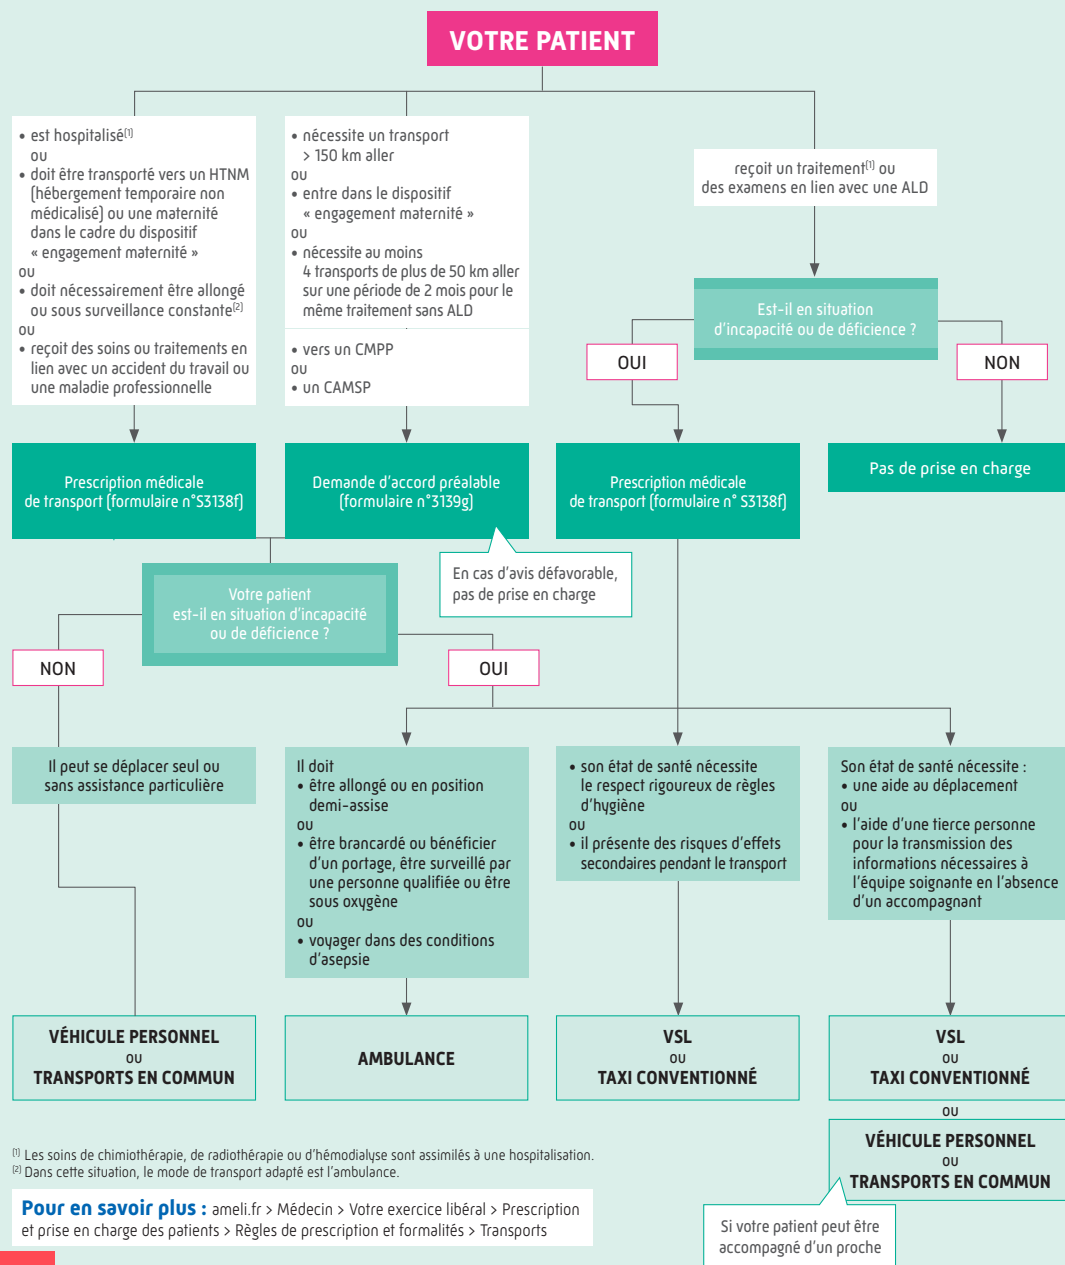 VOTRE PATIENT
• est hospitalisé(1)
ou
• doit être transporté vers un HTNM
(hébergement temporaire non
médicalisé) ou une maternité
dans le cadre du dispositif
« engagement maternité »
ou
• doit nécessairement être allongé
ou sous surveillance constante(2)
ou
• reçoit des soins ou traitements en
lien avec un accident du travail ou
une maladie professionnelle
• nécessite un transport
> 150 km aller
ou
• entre dans le dispositif
« engagement maternité »
ou
• nécessite au moins
4 transports de plus de 50 km aller
sur une période de 2 mois pour le
même traitement sans ALD
• vers un CMPP
ou
• un CAMSP
reçoit un traitement(1) ou
des examens en lien avec une ALD
Est-il en situation
d'incapacité ou de déficience ?
OUI
NON
Prescription médicale
de transport (formulaire n°S3138f)
Demande d'accord préalable
(formulaire n°3139g)
Prescription médicale
de transport (formulaire n° S3138f)
Pas de prise en charge
En cas d'avis défavorable,
pas de prise en charge
Votre patient
est-il en situation d'incapacité
ou de déficience ?
NON
OUI
Il peut se déplacer seul ou
sans assistance particulière
Il doit
• être allongé ou en position
demi-assise
ou
• être brancardé ou bénéficier
d'un portage, être surveillé par
une personne qualifiée ou être
sous oxygène
ou
• voyager dans des conditions
d'asepsie
• son état de santé nécessite
le respect rigoureux de règles
d'hygiène
ou
• il présente des risques d'effets
secondaires pendant le transport
Son état de santé nécessite :
• une aide au déplacement
ou
• l'aide d'une tierce personne
pour la transmission des
informations nécessaires à
l'équipe soignante en l'absence
d'un accompagnant
VÉHICULE PERSONNEL
ou
TRANSPORTS EN COMMUN
AMBULANCE
VSL
ou
TAXI CONVENTIONNÉ
VSL
ou
TAXI CONVENTIONNÉ
ou
VÉHICULE PERSONNEL
ou
TRANSPORTS EN COMMUN
Si votre patient peut être
accompagné d'un proche
(1) Les soins de chimiothérapie, de radiothérapie ou d'hémodialyse sont assimilés à une hospitalisation.
(2) Dans cette situation, le mode de transport adapté est l'ambulance.
Pour en savoir plus : ameli.fr > Médecin > Votre exercice libéral > Prescription
et prise en charge des patients > Règles de prescription et formalités > Transports